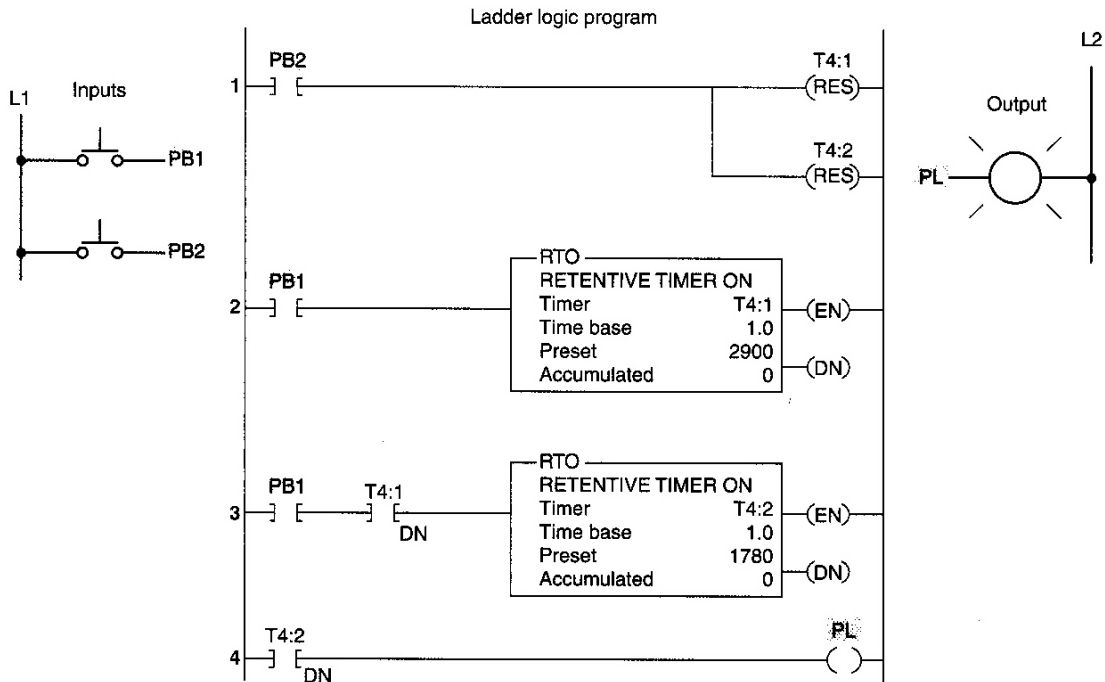 Ladder logic program
L1
Inputs
PB1
PB2
1
PB2
T4:1
(RES)
T4:2
(RES)
L2
Output
PL
2
PB1
RTO
RETENTIVE TIMER ON
Timer T4:1
Time base 1.0
Preset 2900
Accumulated 0
(EN)
(DN)
3
PB1
T4:1
DN
RTO
RETENTIVE TIMER ON
Timer T4:2
Time base 1.0
Preset 1780
Accumulated 0
(EN)
(DN)
4
T4:2
DN
PL